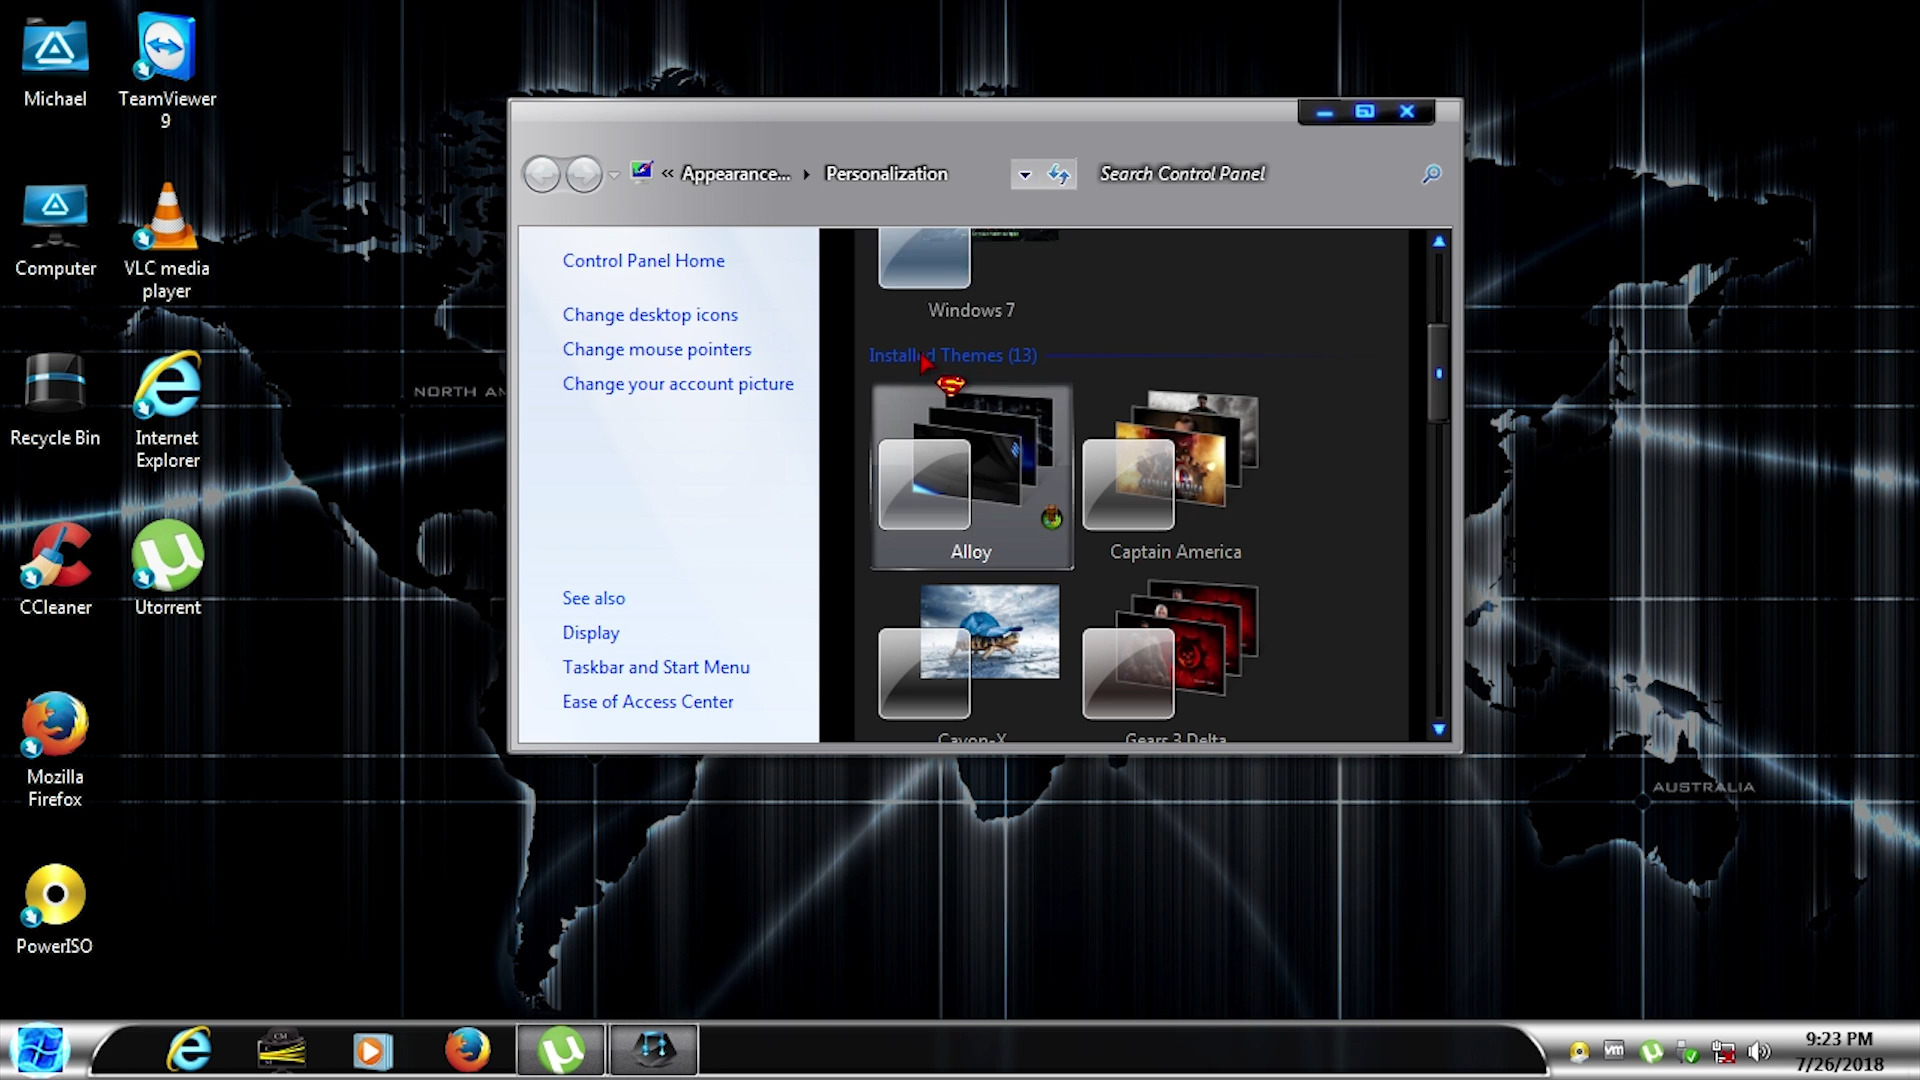 Michael
TeamViewer
9
Computer
VLC media
player
Recycle Bin
Internet
Explorer
CCleaner
Utorrent
Mozilla
Firefox
PowerISO
« Appearance...
Personalization
Search Control Panel
Control Panel Home
Change desktop icons
Change mouse pointers
Change your account picture
See also
Display
Taskbar and Start Menu
Ease of Access Center
Windows 7
Installed Themes (13)
Alloy
Captain America
Gears 3 Delta
NORTH AM
AUSTRALIA
CM
vm
9:23 PM
7/26/2018